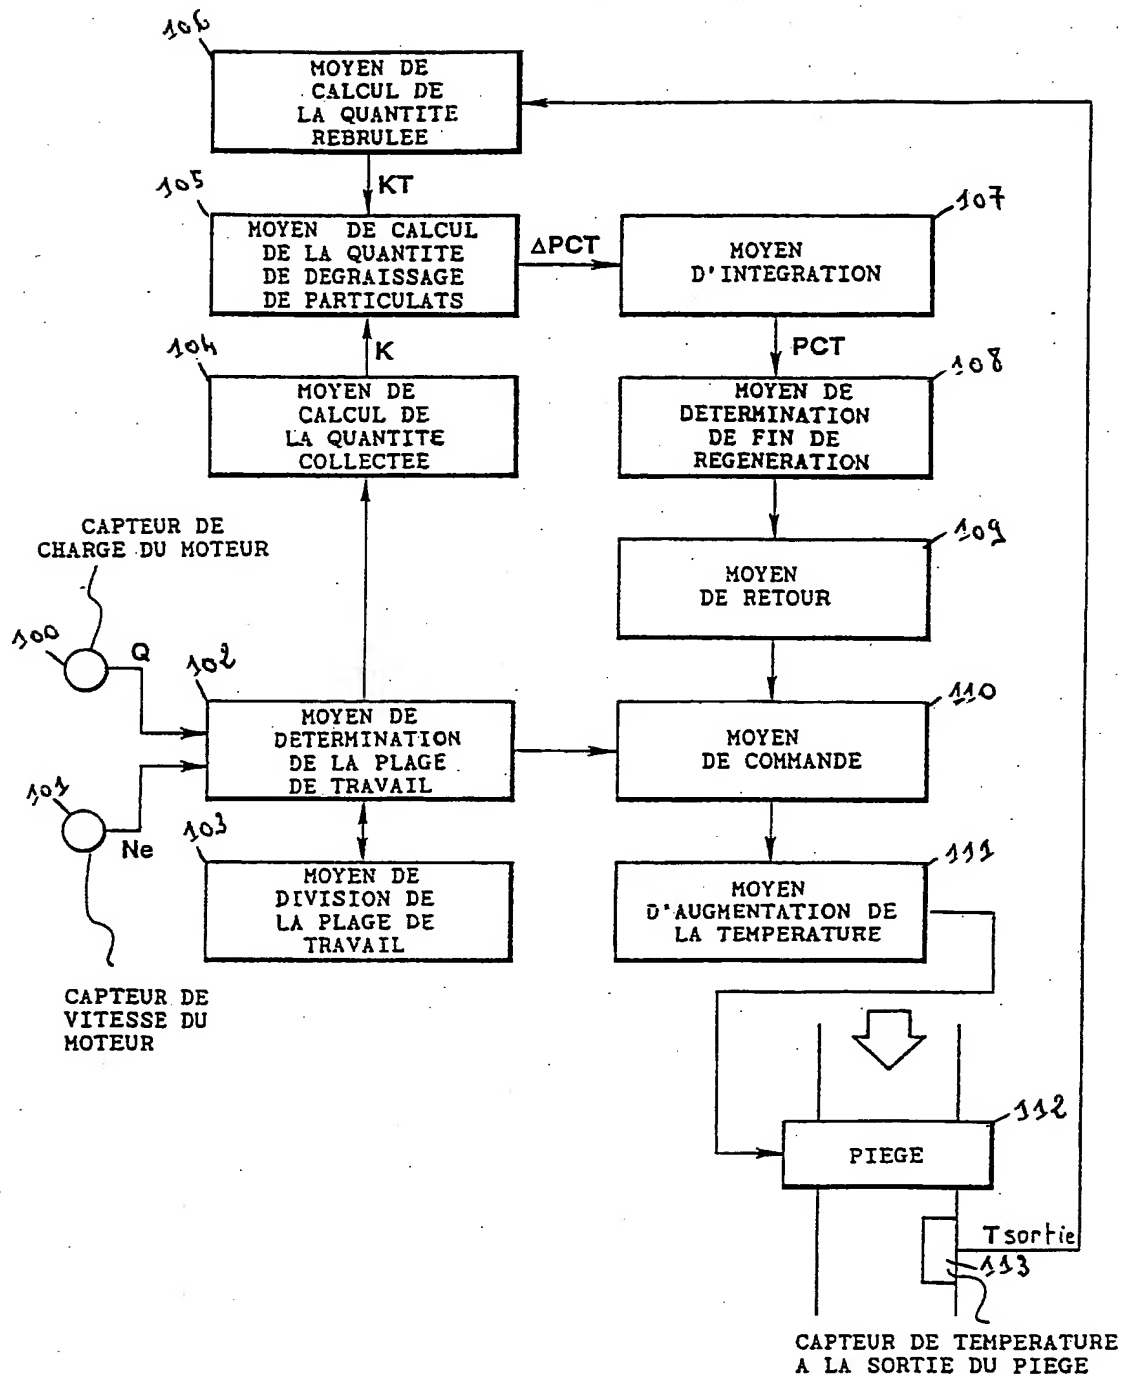 106
MOYEN DE
CALCUL DE
LA QUANTITE
REBRULEE
KT
105
MOYEN DE CALCUL
DE LA QUANTITE
DE DEGRAISSAGE
DE PARTICULATS
ΔPCT
107
MOYEN
D'INTEGRATION
K
PCT
104
MOYEN DE
CALCUL DE
LA QUANTITE
COLLECTEE
108
MOYEN DE
DETERMINATION
DE FIN DE
REGENERATION
CAPTEUR DE
CHARGE DU MOTEUR
109
MOYEN
DE RETOUR
100
Q
102
MOYEN DE
DETERMINATION
DE LA PLAGE
DE TRAVAIL
110
MOYEN
DE COMMANDE
101
Ne
103
MOYEN DE
DIVISION DE
LA PLAGE DE
TRAVAIL
111
MOYEN
D'AUGMENTATION DE
LA TEMPERATURE
CAPTEUR DE
VITESSE DU
MOTEUR
112
PIEGE
Tsortie
113
CAPTEUR DE TEMPERATURE
A LA SORTIE DU PIEGE